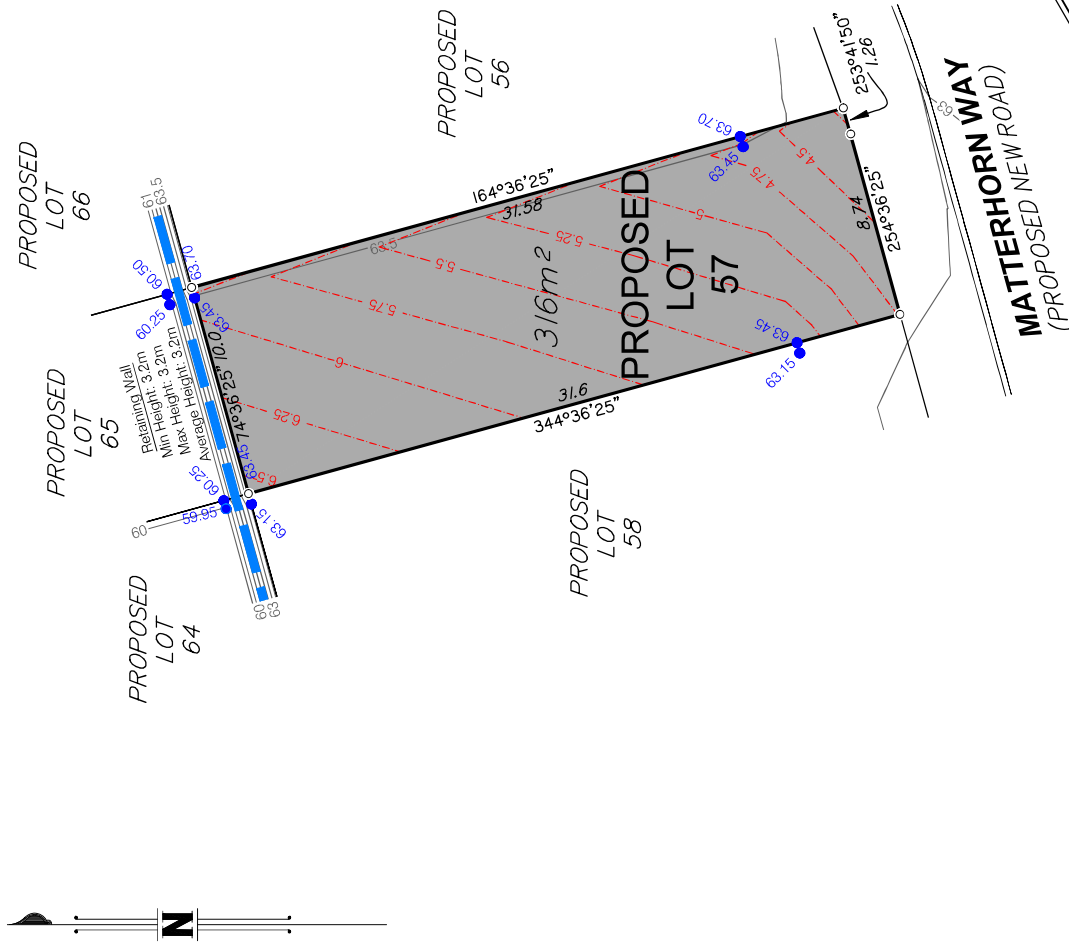 PROPOSED
LOT
66
PROPOSED
LOT
56
253°41'50"
1.26
MATTERHORN WAY
(PROPOSED NEW ROAD)
63
61
63.5
60.50
60.25
63.70
63.45
63.70
63.45
164°36'25"
31.58
63.5
4.5
4.75
5
5.25
5.5
5.75
6
6.25
6.5
316m²
PROPOSED
LOT
57
8.74
254°36'25"
PROPOSED
LOT
65
Retaining Wall
Min Height: 3.2m
Max Height: 3.2m
Average Height: 3.2m
74°36'25"
10.0
63.45
60.25
59.95
63.15
63.45
63.15
31.6
344°36'25"
60
60
63
PROPOSED
LOT
64
PROPOSED
LOT
58
N